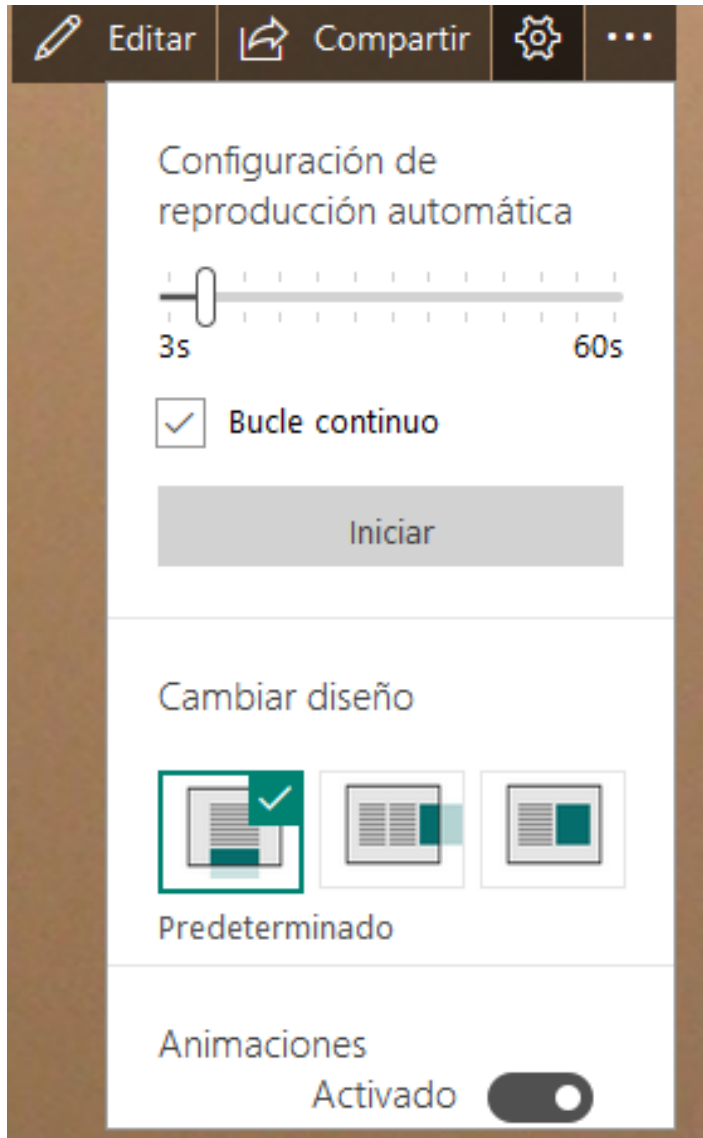 Editar Compartir
Configuración de
reproducción automática
3s 60s
Bucle continuo
Iniciar
Cambiar diseño
Predeterminado
Animaciones
Activado